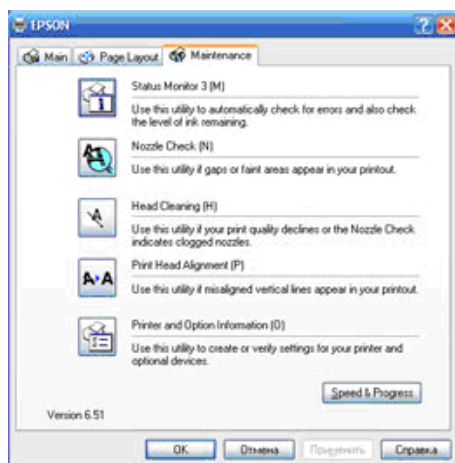 EPSON
Main Page Layout Maintenance
Status Monitor 3 (M)
Use this utility to automatically check for errors and also check
the level of ink remaining.
Nozzle Check (N)
Use this utility if gaps or faint areas appear in your printout.
Head Cleaning (H)
Use this utility if your print quality declines or the Nozzle Check
indicates clogged nozzles.
Print Head Alignment (P)
A›A
Use this utility if misaligned vertical lines appear in your printout.
Printer and Option Information (O)
Use this utility to create or verify settings for your printer and
optional devices.
Speed & Progress
Version 6.51
OK Отмена Применить Справка